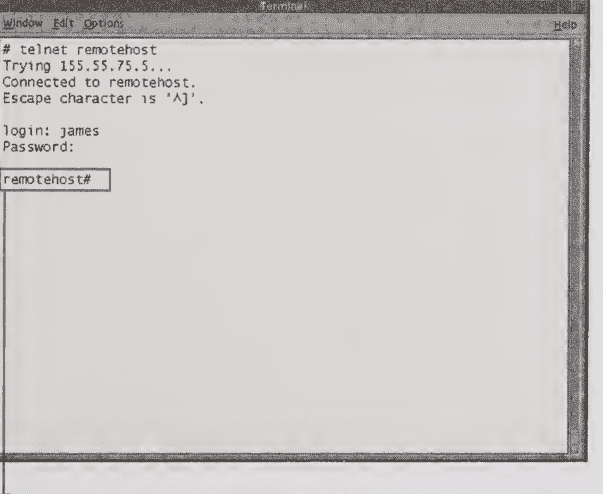 Terminal
Window Edit Options Help
# telnet remotehost
Trying 155.55.75.5...
Connected to remotehost.
Escape character is '^]'.
login: james
Password:
remotehost#